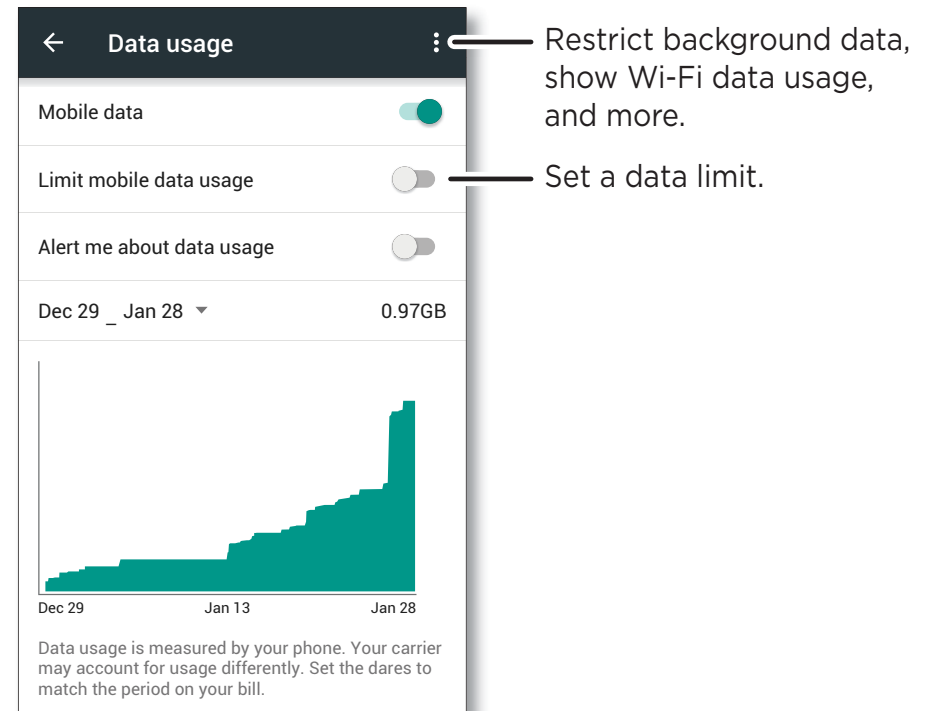 Data usage
Restrict background data,
show Wi-Fi data usage,
and more.
Mobile data
Limit mobile data usage
Set a data limit.
Alert me about data usage
Dec 29 _ Jan 28
0.97GB
Dec 29
Jan 13
Jan 28
Data usage is measured by your phone. Your carrier
may account for usage differently. Set the dares to
match the period on your bill.